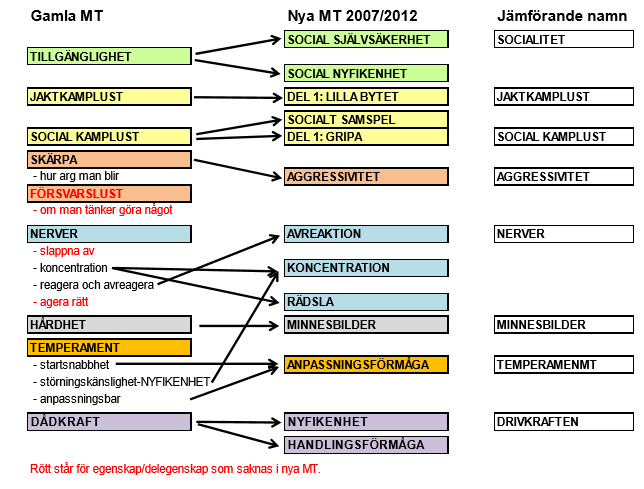 Gamla MT Nya MT 2007/2012 Jämförande namn
SOCIAL SJÄLVSÄKERHET SOCIALITET
TILLGÄNGLIGHET
SOCIAL NYFIKENHET
JAKTKAMPLUST DEL 1: LILLA BYTET JAKTKAMPLUST
SOCIALT SAMSPEL
SOCIAL KAMPLUST DEL 1: GRIPA SOCIAL KAMPLUST
SKÄRPA
- hur arg man blir AGGRESSIVITET AGGRESSIVITET
FÖRSVARSLUST
- om man tänker göra något
NERVER AVREAKTION NERVER
- slappna av
- koncentration KONCENTRATION
- reagera och avreagera
- agera rätt RÄDSLA
HÅRDHET MINNESBILDER MINNESBILDER
TEMPERAMENT
- startsnabbhet ANPASSNINGSFÖRMÅGA TEMPERAMENMT
- störningskänslighet-NYFIKENHET
- anpassningsbar
DÅDKRAFT NYFIKENHET DRIVKRAFTEN
HANDLINGSFÖRMÅGA
Rött står för egenskap/delegenskap som saknas i nya MT.